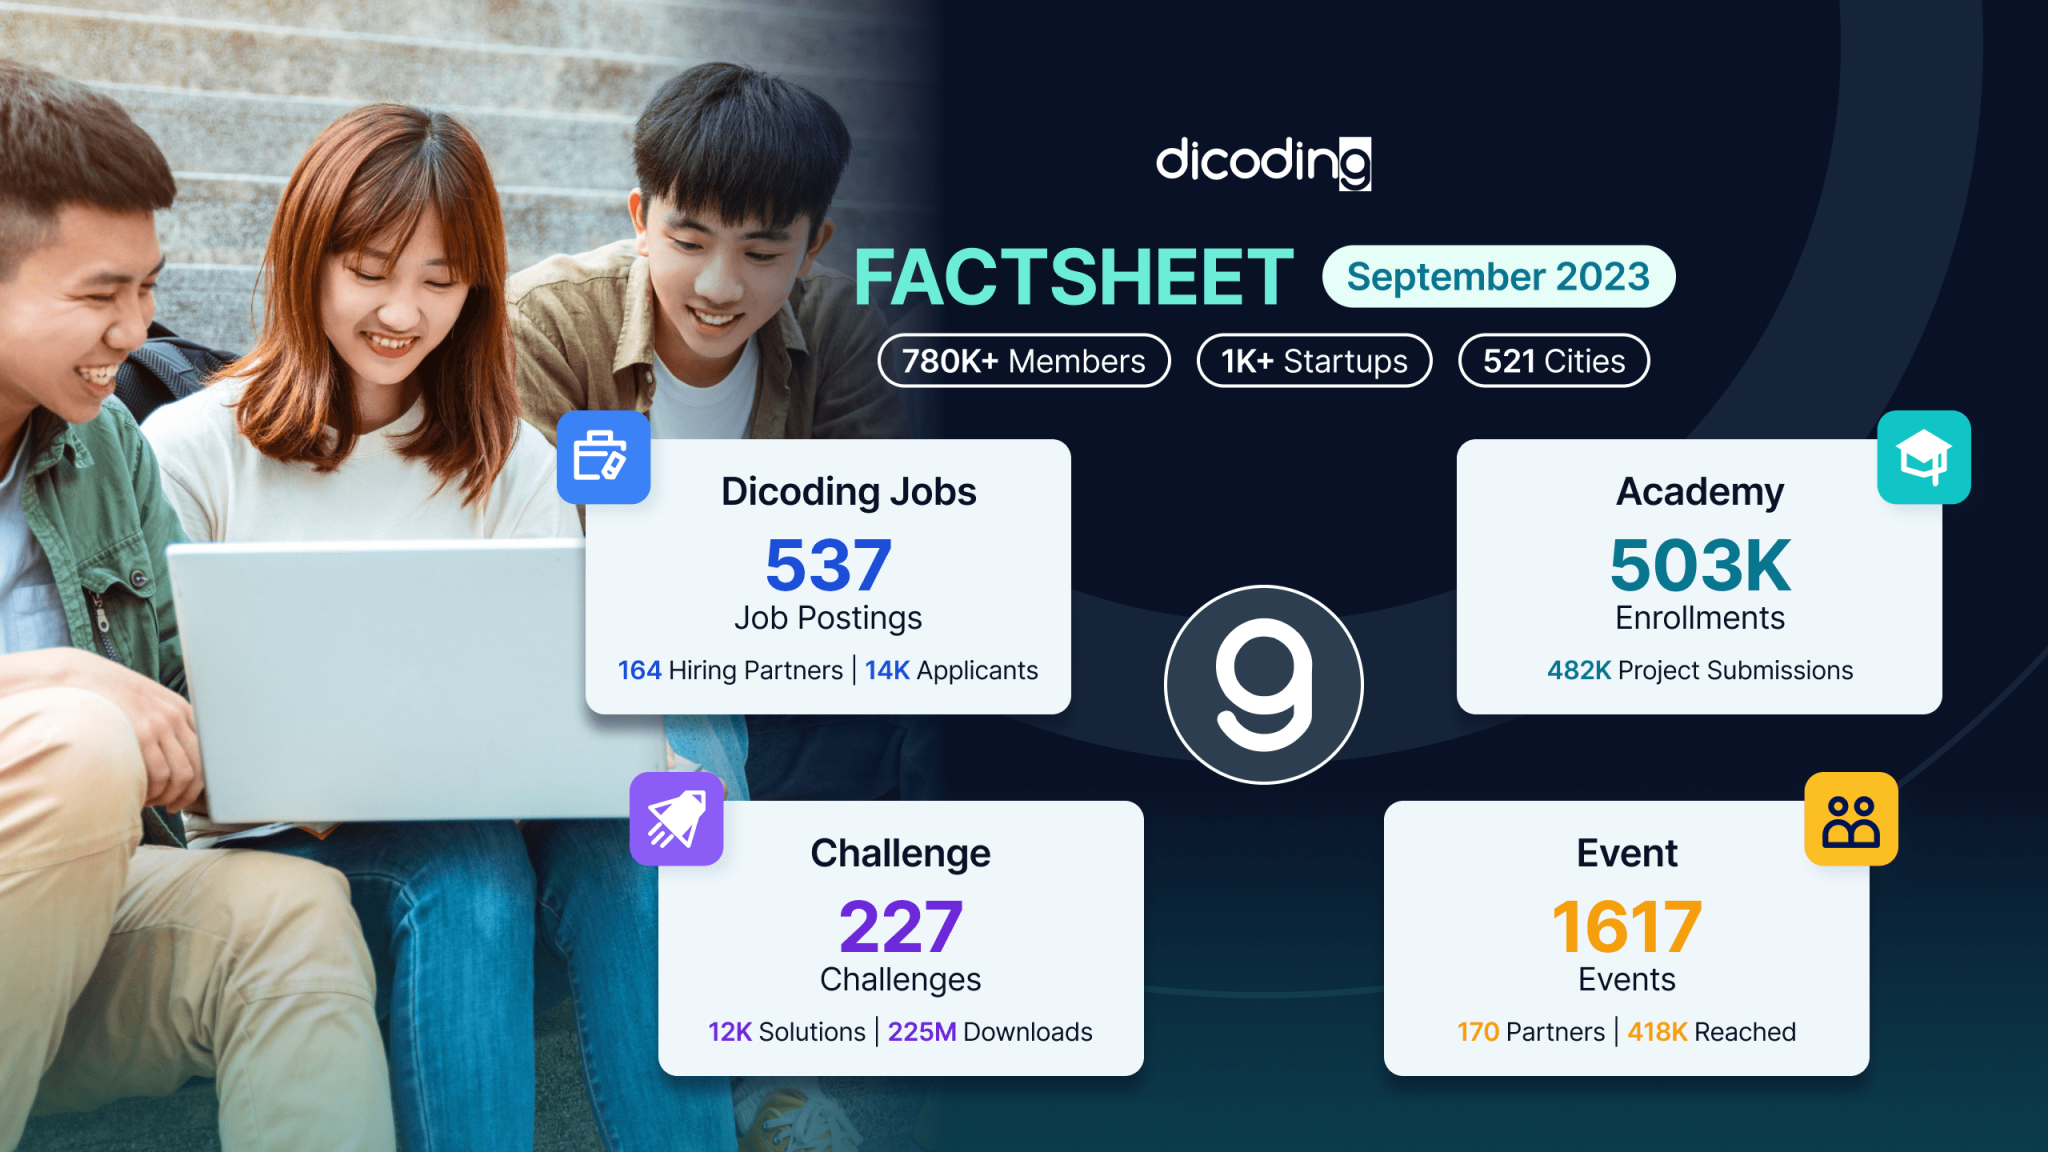 dicoding
FACTSHEET
September 2023
780K+ Members
1K+ Startups
521 Cities
Dicoding Jobs
537
Job Postings
164 Hiring Partners | 14K Applicants
Academy
503K
Enrollments
482K Project Submissions
g
Challenge
227
Challenges
12K Solutions | 225M Downloads
Event
1617
Events
170 Partners | 418K Reached